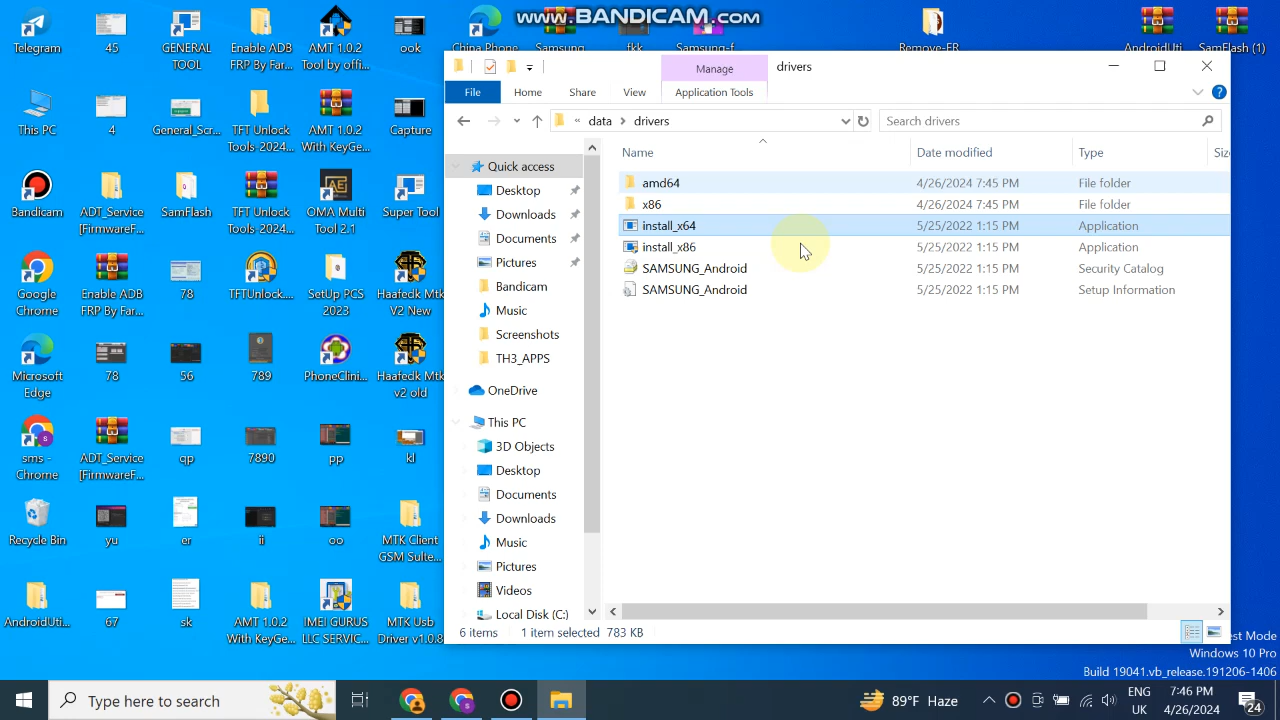 www.BANDICAM.com
Telegram
45
GENERAL
TOOL
Enable ADB
FRP By Far...
AMT 1.0.2
Tool by offi...
ook
China Phone
Samsung
fkk
Samsung-f
Remove-FR
AndroidUti...
SamFlash (1)
Manage
drivers
File
Home
Share
View
Application Tools
data
drivers
Search drivers
This PC
4
General_Scr...
TFT Unlock
Tools-2024...
AMT 1.0.2
With KeyGe...
Capture
Quick access
Desktop
Downloads
Documents
Pictures
Bandicam
Music
Screenshots
TH3_APPS
OneDrive
This PC
3D Objects
Desktop
Documents
Downloads
Music
Pictures
Videos
Local Disk (C:)
Name
Date modified
Type
Siz
amd64
4/26/2024 7:45 PM
File folder
x86
4/26/2024 7:45 PM
File folder
install_x64
5/25/2022 1:15 PM
Application
install_x86
5/25/2022 1:15 PM
Application
SAMSUNG_Android
5/25/2022 1:15 PM
Security Catalog
SAMSUNG_Android
5/25/2022 1:15 PM
Setup Information
Bandicam
ADT_Service
[FirmwareF...
SamFlash
TFT Unlock
Tools-2024...
OMA Multi
Tool 2.1
Super Tool
Google
Chrome
Enable ADB
FRP By Far...
78
TFTUnlock....
SetUp PCS
2023
Haafedk Mtk
V2 New
Microsoft
Edge
78
56
789
PhoneClini...
Haafedk Mtk
v2 old
sms -
Chrome
ADT_Service
[FirmwareF...
qp
7890
pp
kl
Recycle Bin
yu
er
ii
oo
MTK Client
GSM Sulte...
AndroidUti...
67
sk
AMT 1.0.2
With KeyGe...
IMEI GURUS
LLC SERVIC...
MTK Usb
Driver v1.0.8
6 items
1 item selected 783 KB
est Mode
Windows 10 Pro
Build 19041.vb_release.191206-1406
Type here to search
89°F Haze
ENG
UK
7:46 PM
4/26/2024
24